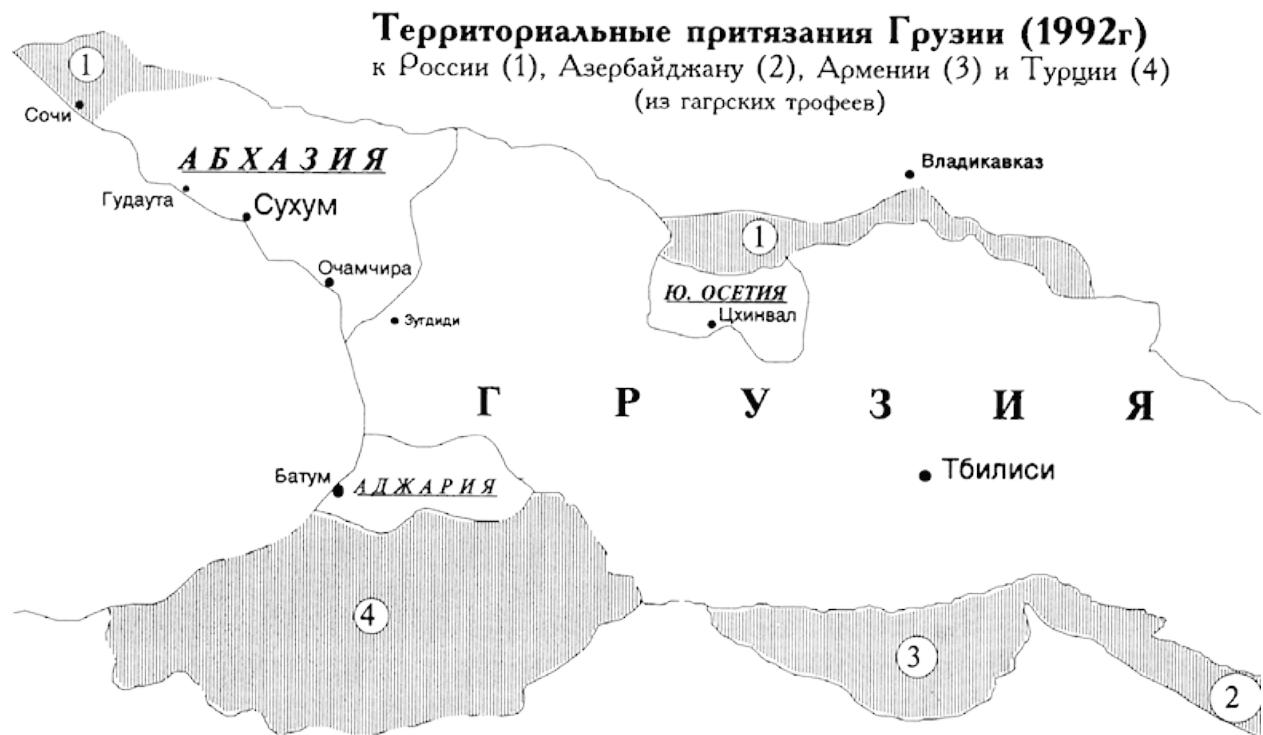 Территориальные притязания Грузии (1992г)
к России (1), Азербайджану (2), Армении (3) и Турции (4)
(из гагрских трофеев)
1
Сочи
АБХАЗИЯ
Владикавказ
Гудаута
Сухум
1
Очамчира
Ю. ОСЕТИЯ
Зугдиди
Цхинвал
ГРУЗИЯ
Батум
АДЖАРИЯ
Тбилиси
4
3
2